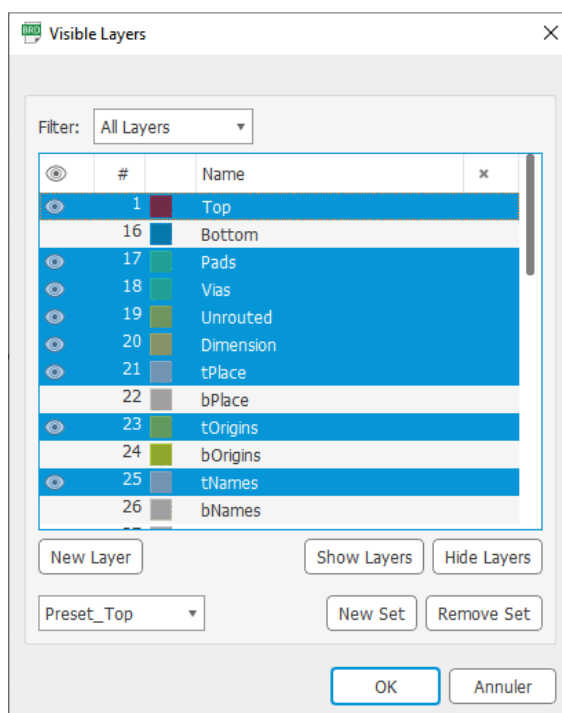 BRD Visible Layers
Filter: All Layers
# Name
1 Top
16 Bottom
17 Pads
18 Vias
19 Unrouted
20 Dimension
21 tPlace
22 bPlace
23 tOrigins
24 bOrigins
25 tNames
26 bNames
New Layer Show Layers Hide Layers
Preset_Top New Set Remove Set
OK Annuler